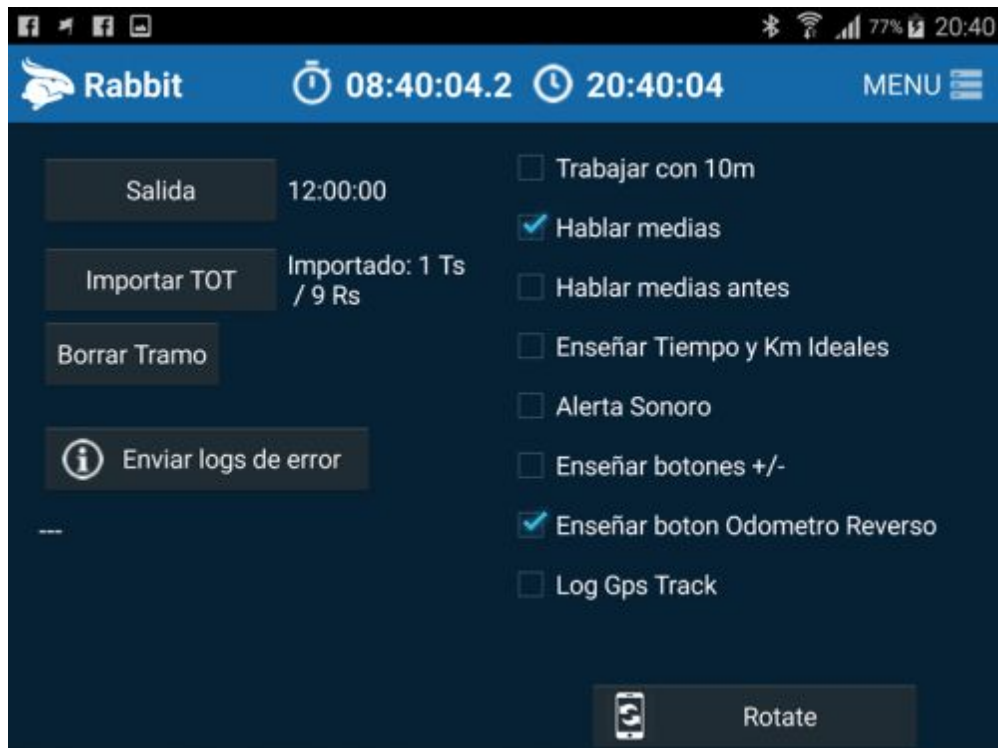 77% 20:40
Rabbit 08:40:04.2 20:40:04 MENU
Salida 12:00:00
Importar TOT Importado: 1 Ts
/ 9 Rs
Borrar Tramo
Enviar logs de error
---
Trabajar con 10m
Hablar medias
Hablar medias antes
Enseñar Tiempo y Km Ideales
Alerta Sonoro
Enseñar botones +/-
Enseñar boton Odometro Reverso
Log Gps Track
Rotate